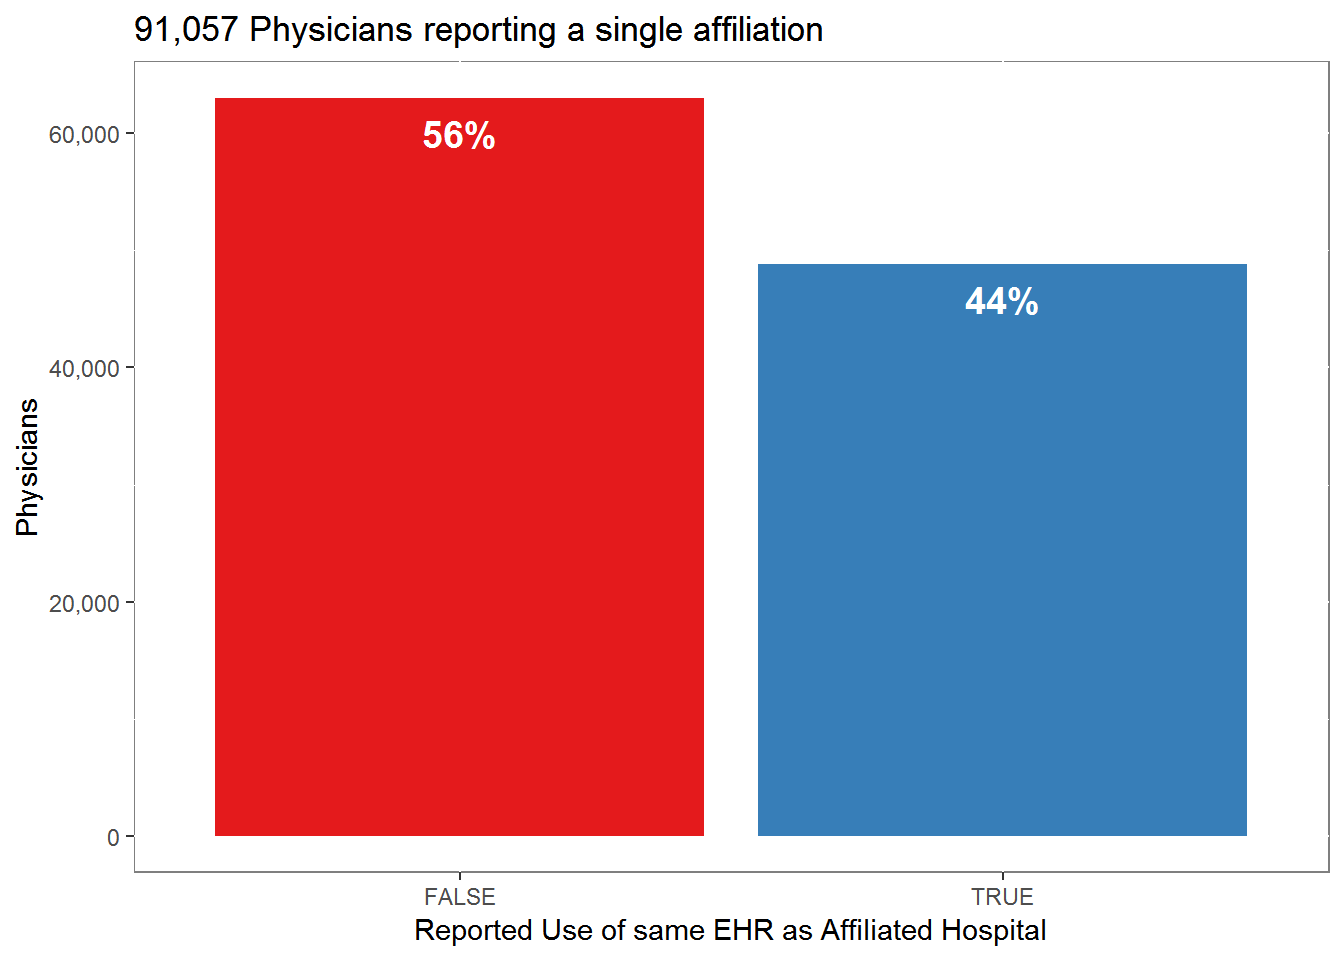 91,057 Physicians reporting a single affiliation
60,000
40,000
20,000
0
Physicians
56%
44%
FALSE
TRUE
Reported Use of same EHR as Affiliated Hospital